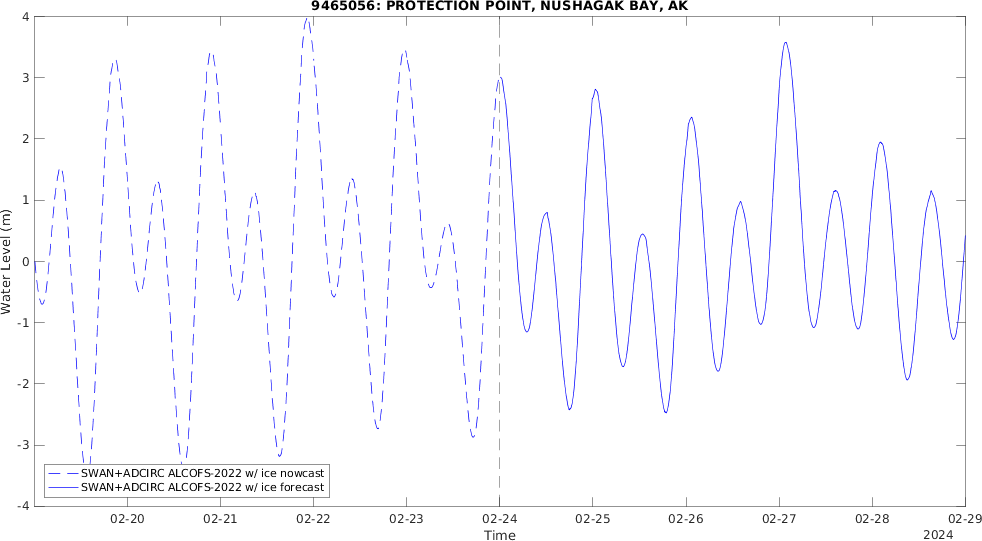 9465056: PROTECTION POINT, NUSHAGAK BAY, AK
Water Level (m)
4
3
2
1
0
-1
-2
-3
-4
SWAN+ADCIRC ALCOFS-2022 w/ ice nowcast
SWAN+ADCIRC ALCOFS-2022 w/ ice forecast
02-20 02-21 02-22 02-23 02-24 02-25 02-26 02-27 02-28 02-29
Time
2024